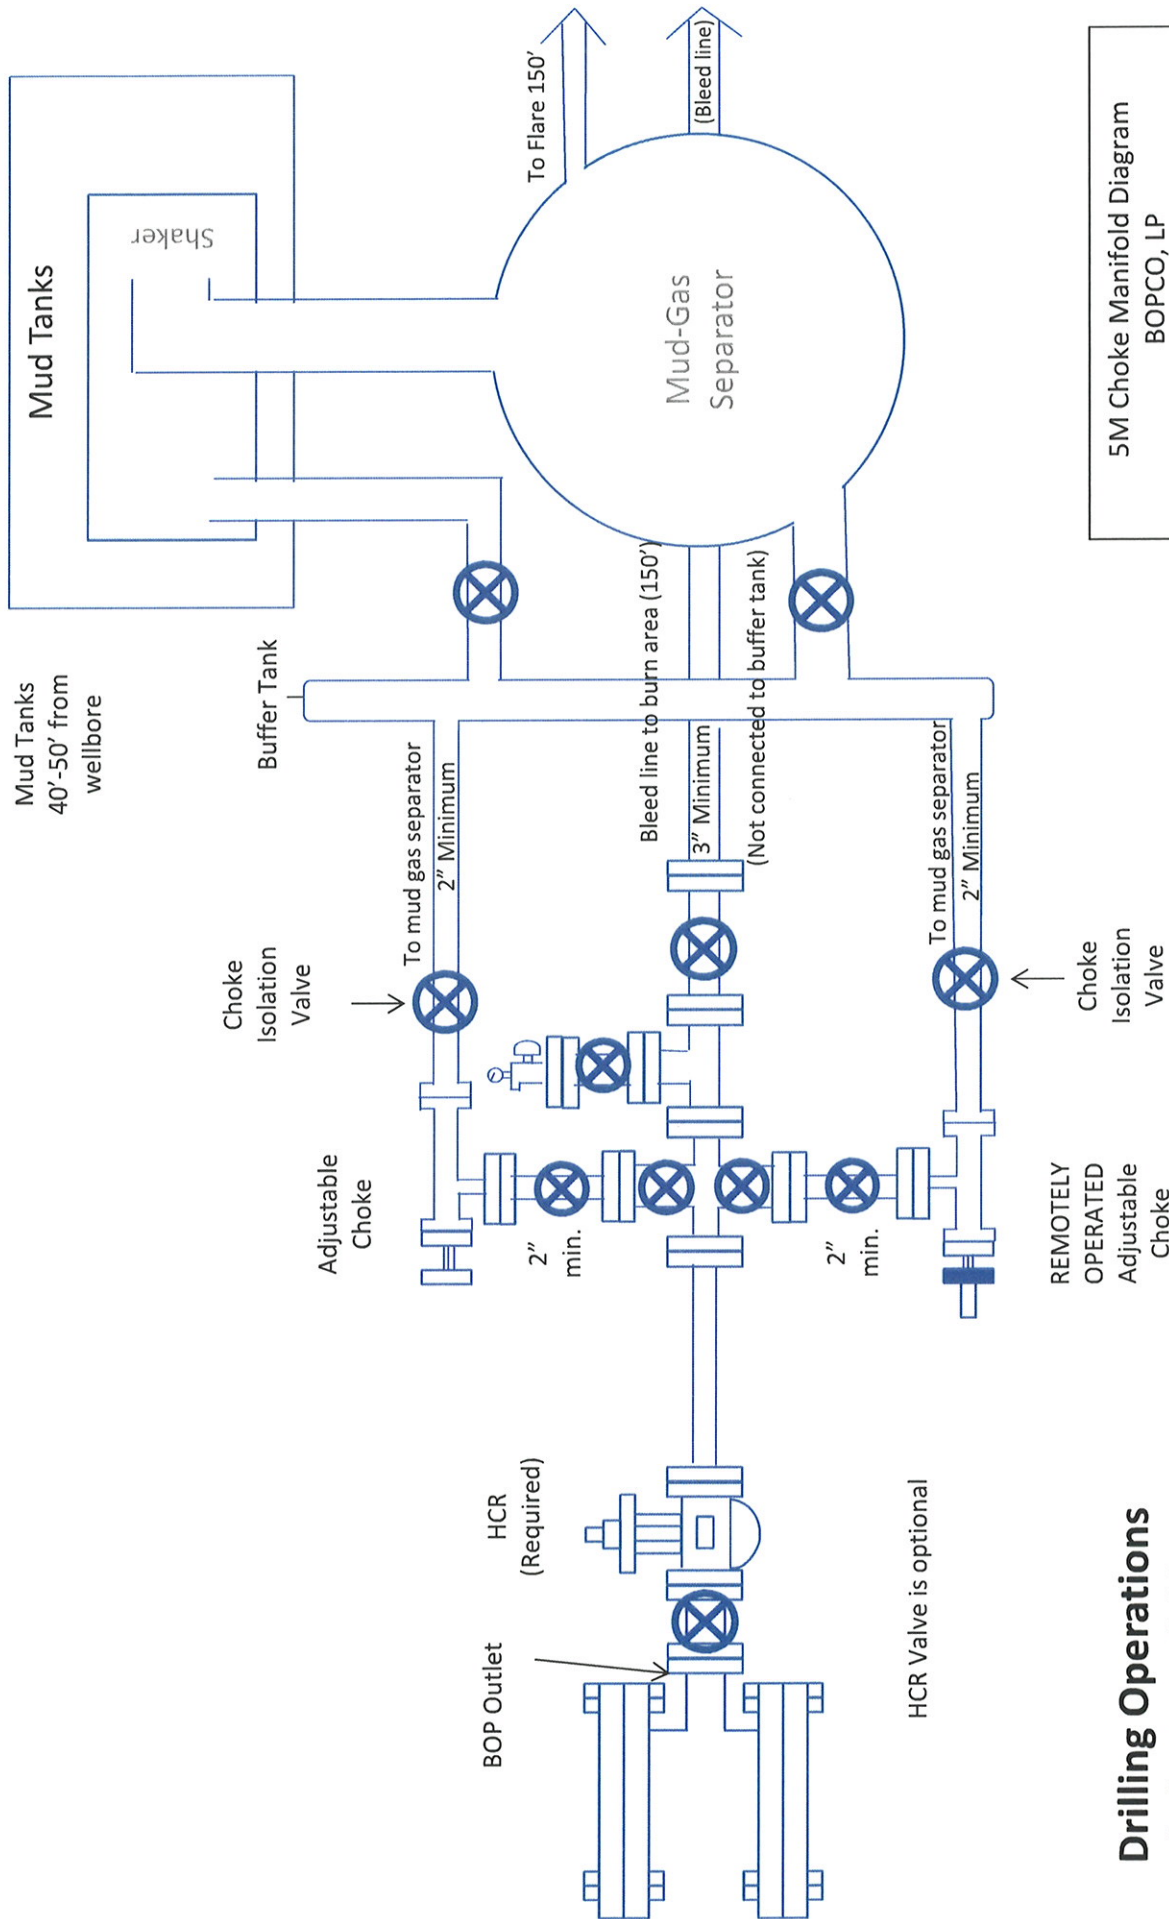 Mud Tanks
40'-50' from
wellbore
Mud Tanks
Shaker
Buffer Tank
Choke
Isolation
Valve
To mud gas separator
2" Minimum
To Flare 150'
(Bleed line)
Mud-Gas
Separator
Adjustable
Choke
2"
min.
Bleed line to burn area (150')
3" Minimum
(Not connected to buffer tank)
HCR
(Required)
BOP Outlet
2"
min.
To mud gas separator
2" Minimum
HCR Valve is optional
REMOTELY
OPERATED
Adjustable
Choke
Choke
Isolation
Valve
Drilling Operations
5M Choke Manifold Diagram
BOPCO, LP